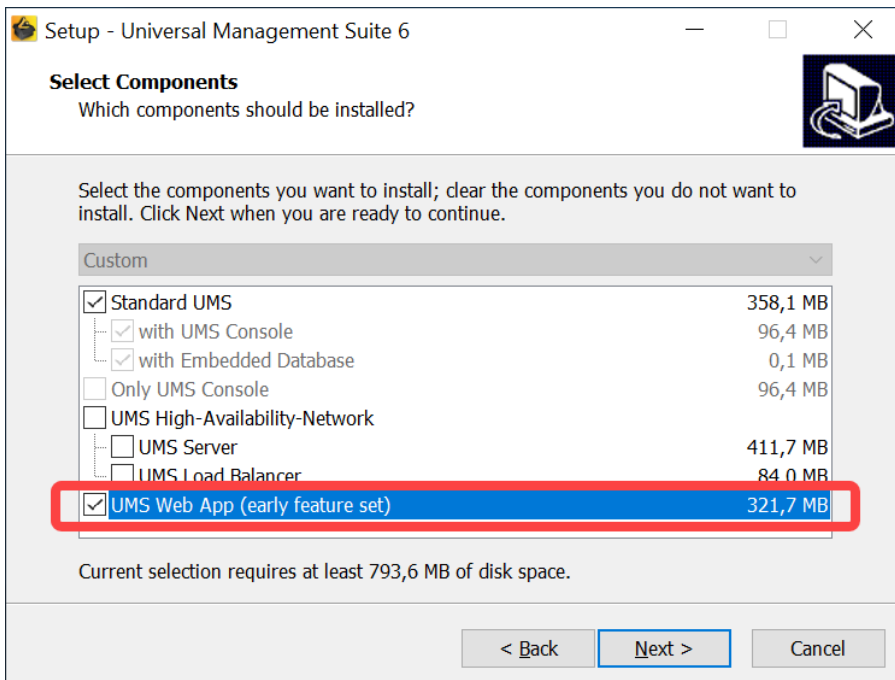 Setup - Universal Management Suite 6
Select Components
Which components should be installed?
Select the components you want to install; clear the components you do not want to
install. Click Next when you are ready to continue.
Custom
Standard UMS 358,1 MB
with UMS Console 96,4 MB
with Embedded Database 0,1 MB
Only UMS Console 96,4 MB
UMS High-Availability-Network
UMS Server 411,7 MB
UMS Load Balancer 84,0 MB
UMS Web App (early feature set) 321,7 MB
Current selection requires at least 793,6 MB of disk space.
< Back Next > Cancel